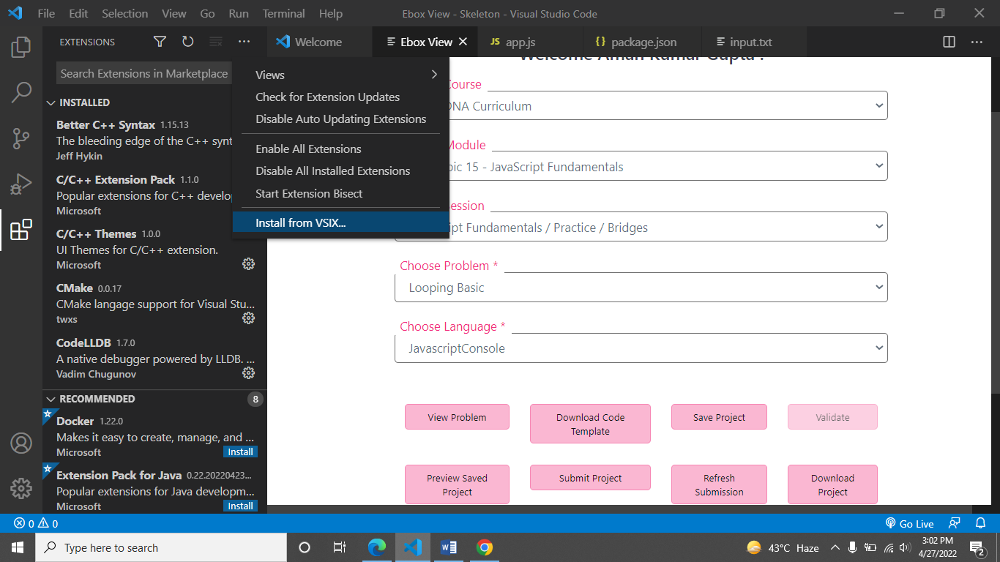 File Edit Selection View Go Run Terminal Help Ebox View - Skeleton - Visual Studio Code
EXTENSIONS
Welcome
Ebox View
JS app.js
{} package.json
input.txt
Search Extensions in Marketplace
INSTALLED
Better C++ Syntax 1.15.13
The bleeding edge of the C++ synt
Jeff Hykin
C/C++ Extension Pack 1.1.0
Popular extensions for C++ develop
Microsoft
C/C++ Themes 1.0.0
UI Themes for C/C++ extension.
Microsoft
CMake 0.0.17
CMake langage support for Visual Stu...
twxs
CodeLLDB 1.7.0
A native debugger powered by LLDB. ...
Vadim Chugunov
RECOMMENDED 8
Docker 1.22.0
Makes it easy to create, manage, and ...
Microsoft Install
Extension Pack for Java 0.22.20220423...
Popular extensions for Java developm...
Microsoft Install
Views
Check for Extension Updates
Disable Auto Updating Extensions
Enable All Extensions
Disable All Installed Extensions
Start Extension Bisect
Install from VSIX...
Welcome Aman Kumar Gupta !
ourse
DNA Curriculum
Module
pic 15 - JavaScript Fundamentals
ession
ipt Fundamentals / Practice / Bridges
Choose Problem *
Looping Basic
Choose Language *
JavascriptConsole
View Problem
Download Code
Template
Save Project
Validate
Preview Saved
Project
Submit Project
Refresh
Submission
Download
Project
0 0
Go Live
Type here to search
43°C Haze
3:02 PM
4/27/2022
2